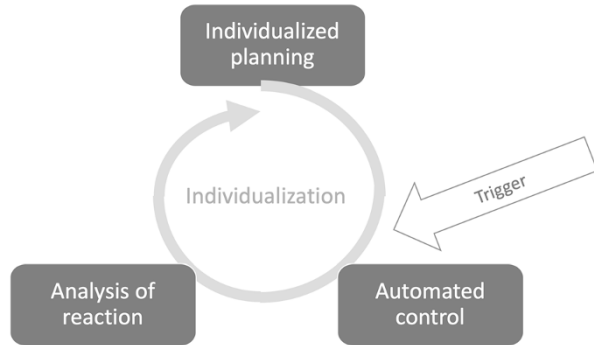 Individualized
planning
Individualization
Trigger
Analysis of
reaction
Automated
control